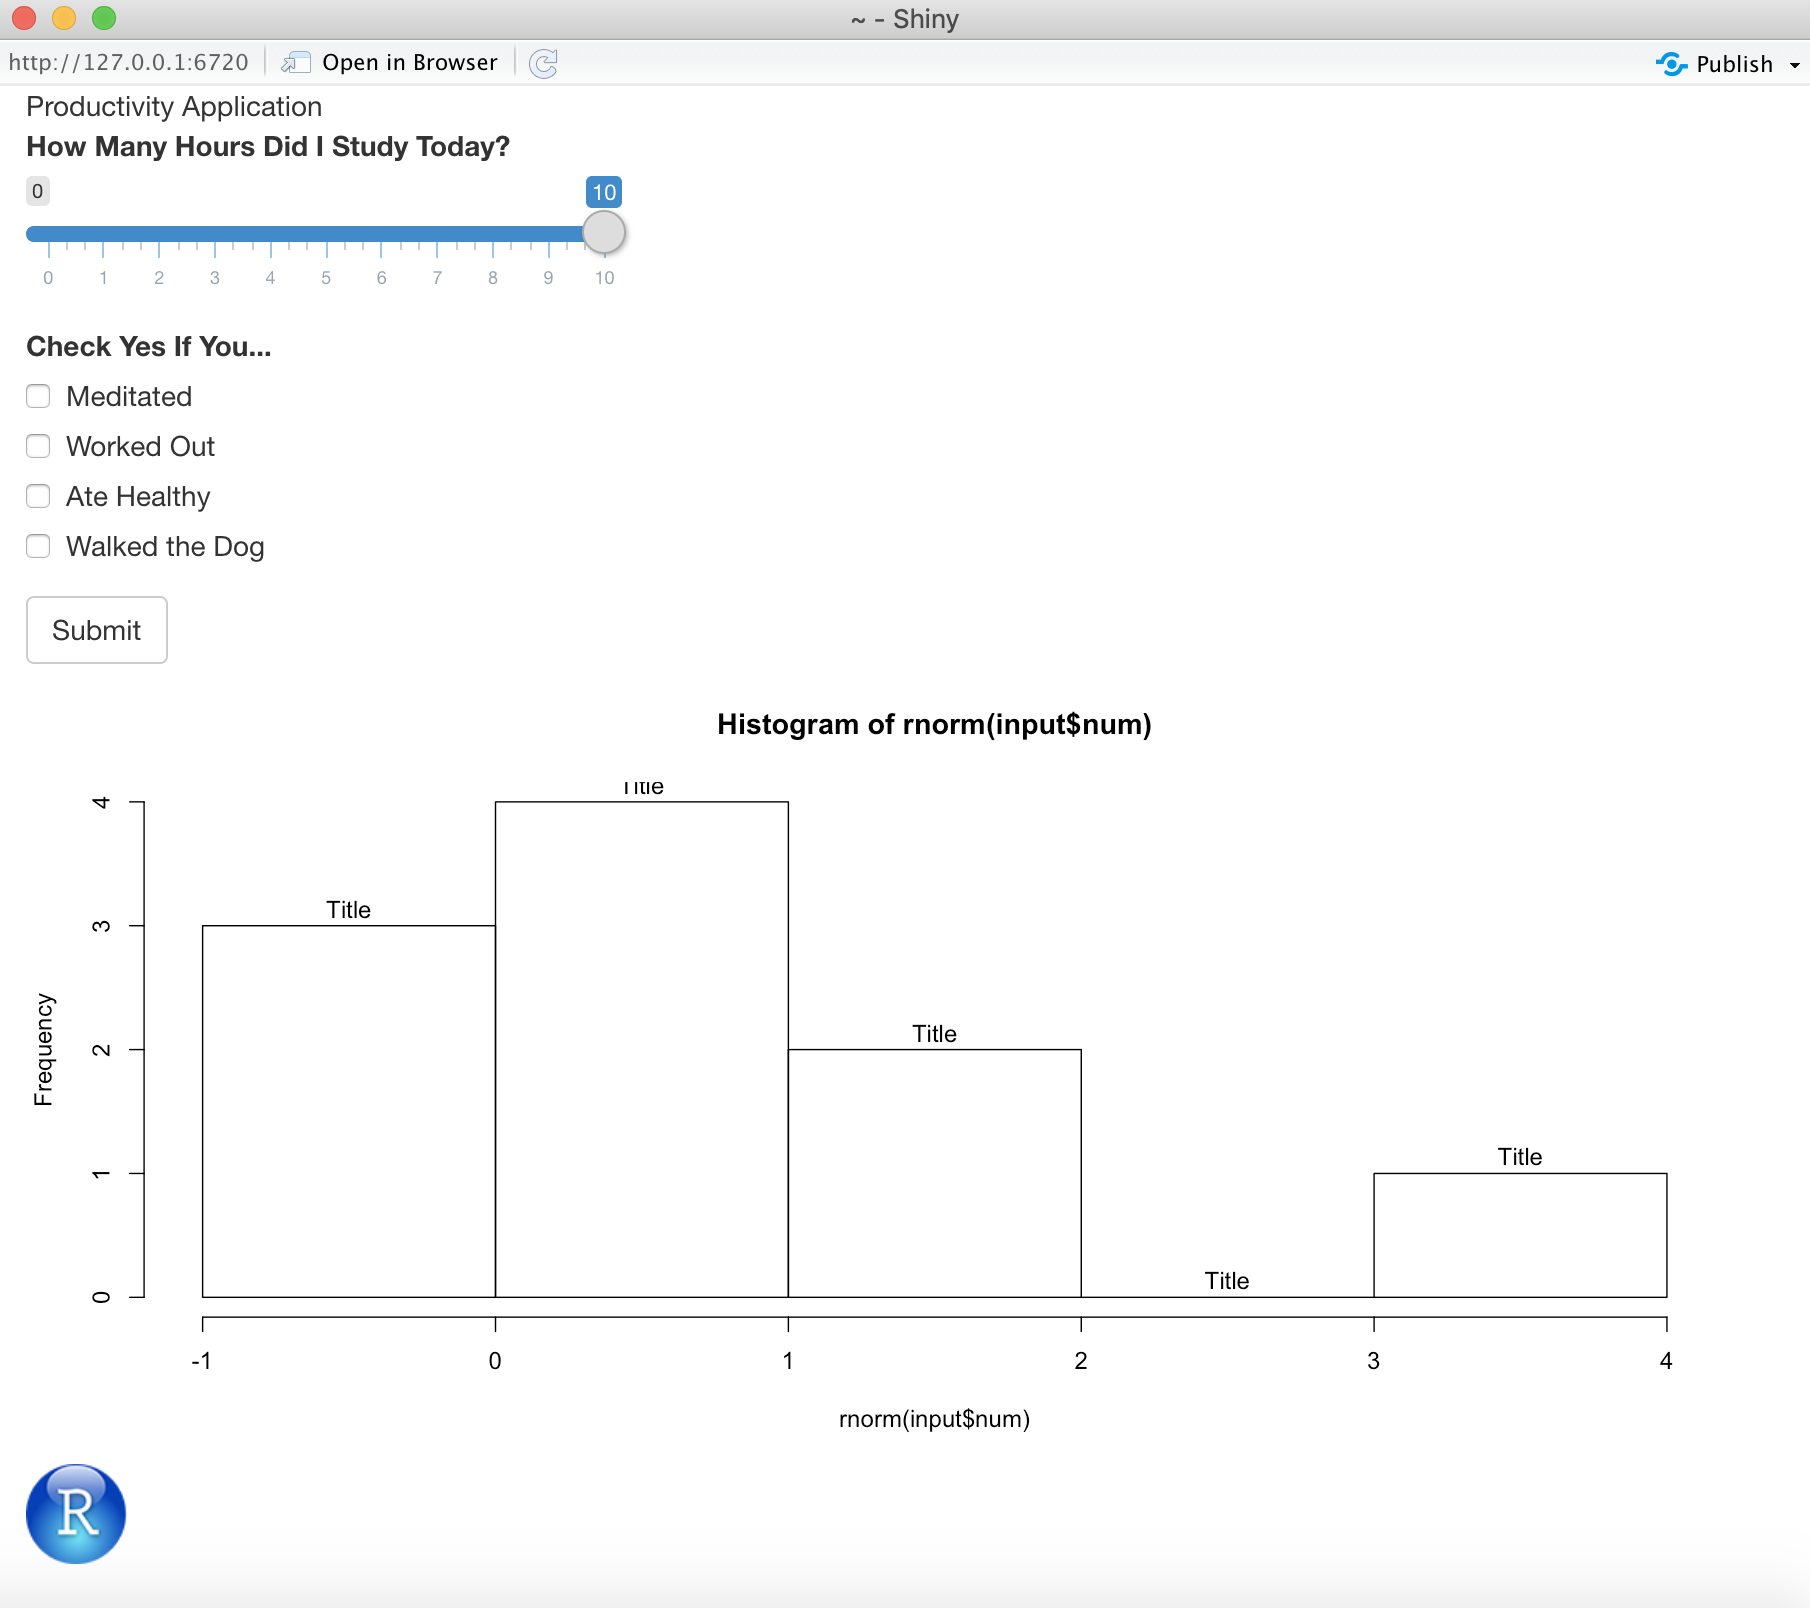 ~ - Shiny
http://127.0.0.1:6720 Open in Browser Publish
Productivity Application
How Many Hours Did I Study Today?
0 10
0 1 2 3 4 5 6 7 8 9 10
Check Yes If You...
Meditated
Worked Out
Ate Healthy
Walked the Dog
Submit
Histogram of rnorm(input$num)
Title
4
Title
3
Title
2
Frequency
Title
1
Title
0
-1 0 1 2 3 4
rnorm(input$num)
R